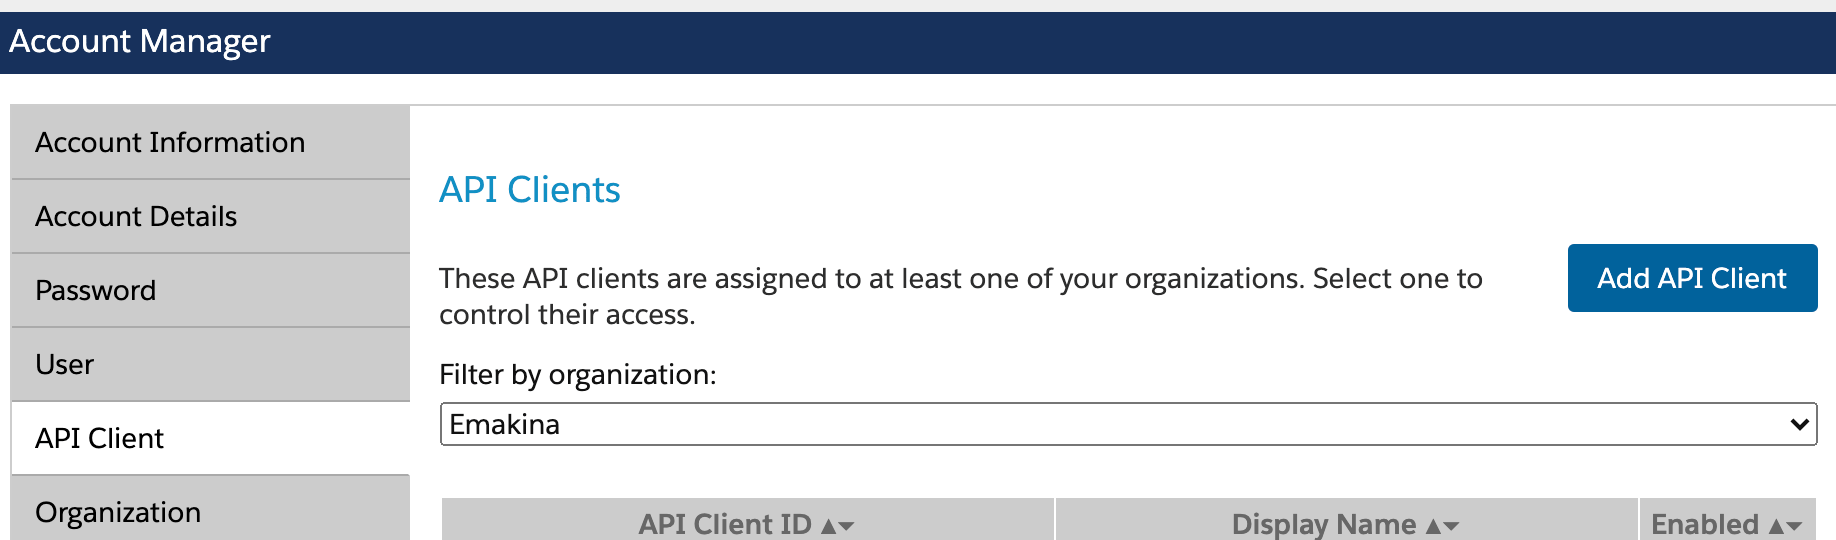 Account Manager
Account Information
Account Details
Password
User
API Client
Organization
API Clients
These API clients are assigned to at least one of your organizations. Select one to
control their access.
Add API Client
Filter by organization:
Emakina
API Client ID ▲▼
Display Name ▲▼
Enabled ▲▼